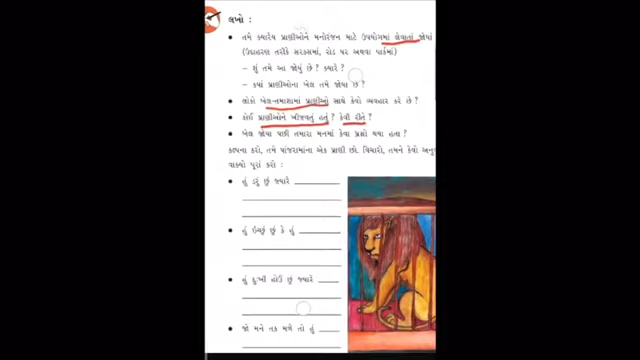 લખો :
• તમે ક્યારેય પ્રાણીઓને મનોરંજન માટે ઉપયોગમાં લેવાતાં જોયાં
(ઉદાહરણ તરીકે સરકસમાં, રોડ પર અથવા પાર્કમાં)
– શું તમે આ જોયું છે? ક્યારે?
– ક્યાં પ્રાણીઓના ખેલ તમે જોયા છે?
• લોકો ખેલ-તમાશામાં પ્રાણીઓ સાથે કેવો વ્યવહાર કરે છે?
• કોઈ પ્રાણીઓને ખીજવતું હતું? કેવી રીતે?
• ખેલ જોયા પછી તમારા મનમાં કેવા પ્રશ્નો થયા હતા?
કલ્પના કરો, તમે પાંજરામાંના એક પ્રાણી છો. વિચારો, તમને કેવો
વાક્યો પૂરાં કરો :
• હું ડરું છું જ્યારે
• હું ઇચ્છું છું કે હું
• હું દુઃખી હોઉં છું જ્યારે
• જો મને તક મળે તો હું